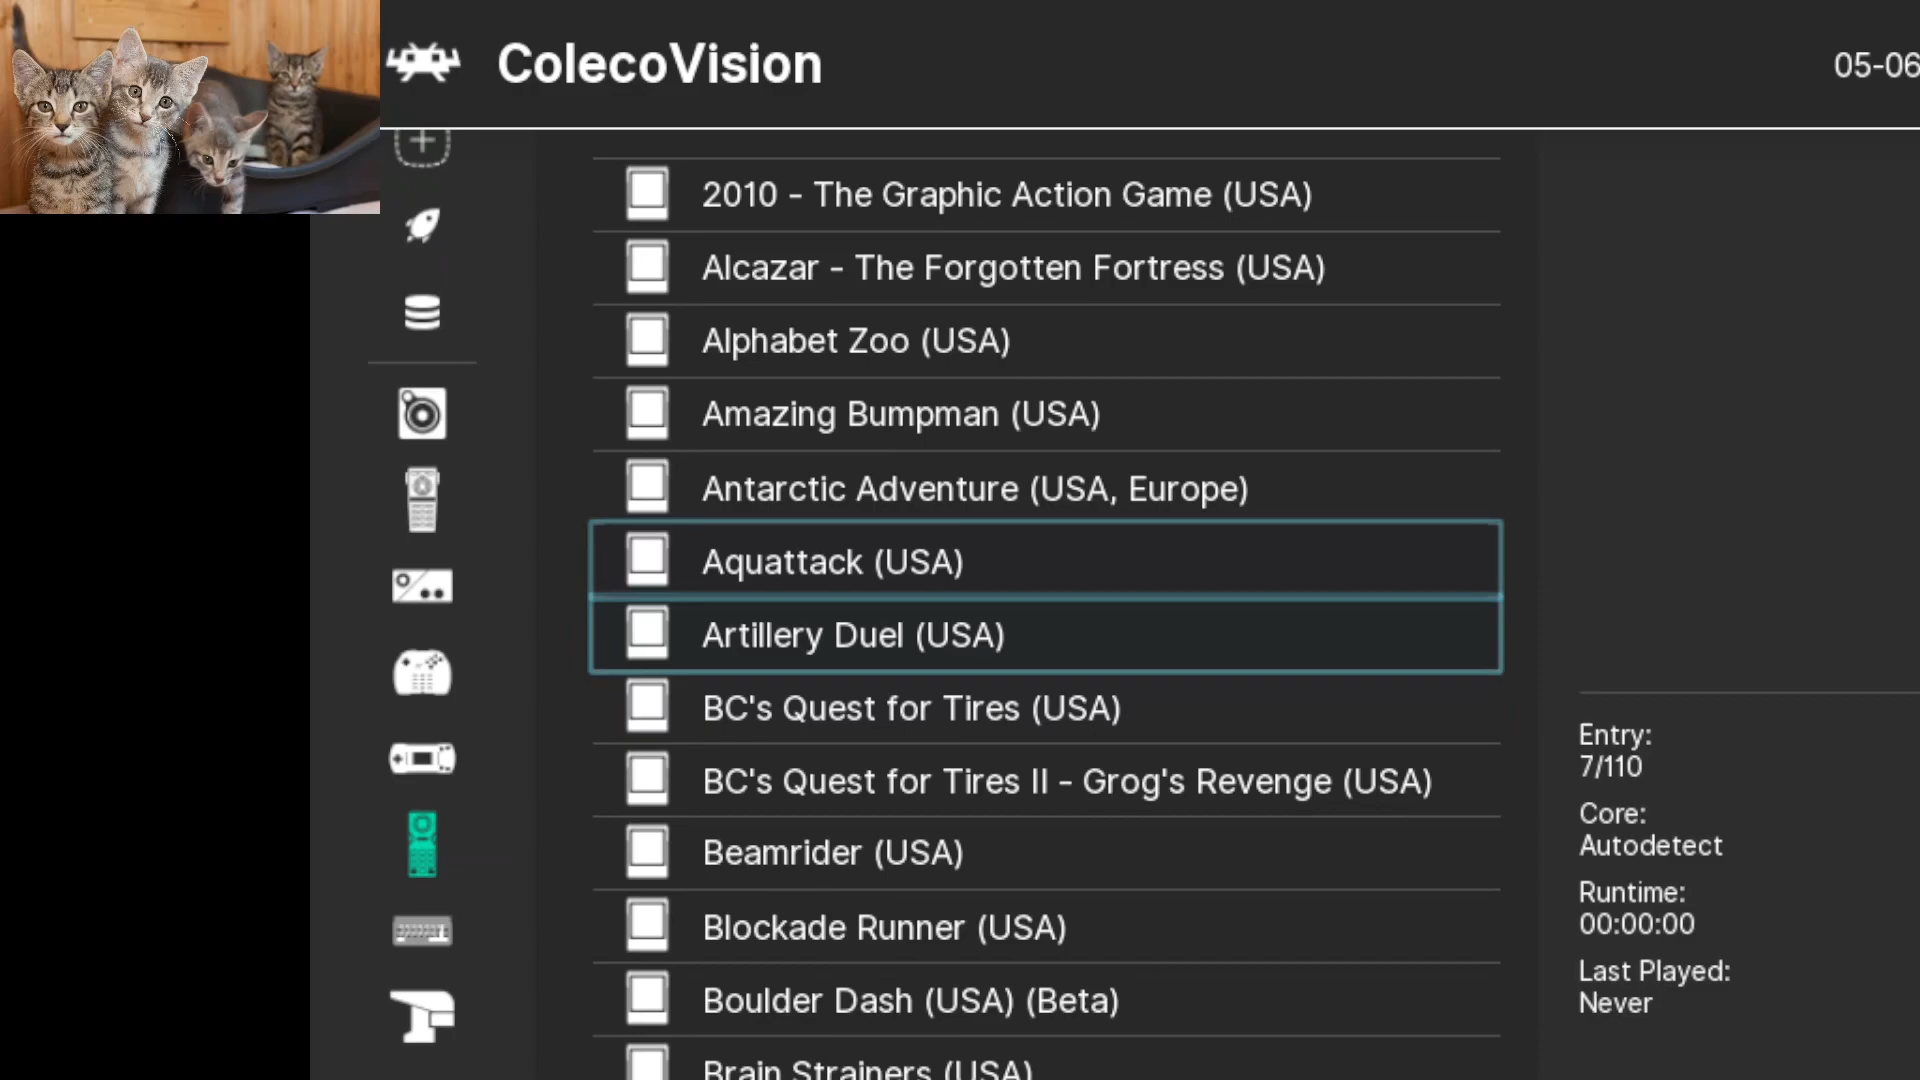 ColecoVision
05-06
2010 - The Graphic Action Game (USA)
Alcazar - The Forgotten Fortress (USA)
Alphabet Zoo (USA)
Amazing Bumpman (USA)
Antarctic Adventure (USA, Europe)
Aquattack (USA)
Artillery Duel (USA)
BC's Quest for Tires (USA)
BC's Quest for Tires II - Grog's Revenge (USA)
Beamrider (USA)
Blockade Runner (USA)
Boulder Dash (USA) (Beta)
Brain Strainers (USA)
Entry:
7/110
Core:
Autodetect
Runtime:
00:00:00
Last Played:
Never